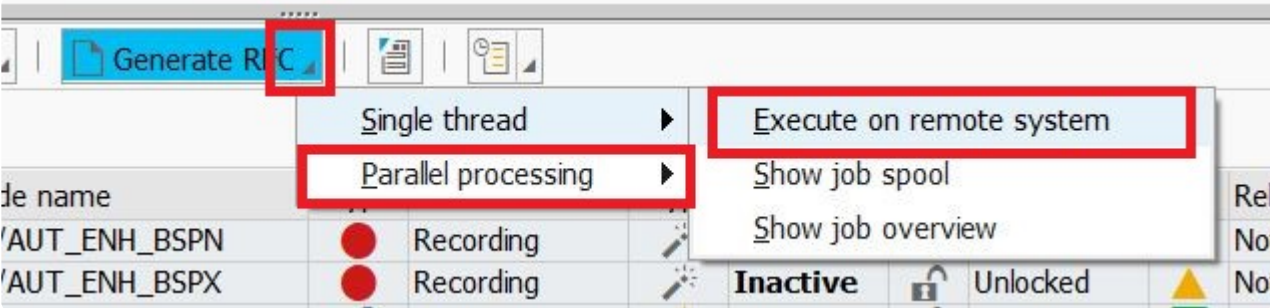 Generate RFC
Single thread
Execute on remote system
Parallel processing
Show job spool
Show job overview
de name
Rel
/AUT_ENH_BSPN Recording No
/AUT_ENH_BSPX Recording Inactive Unlocked No